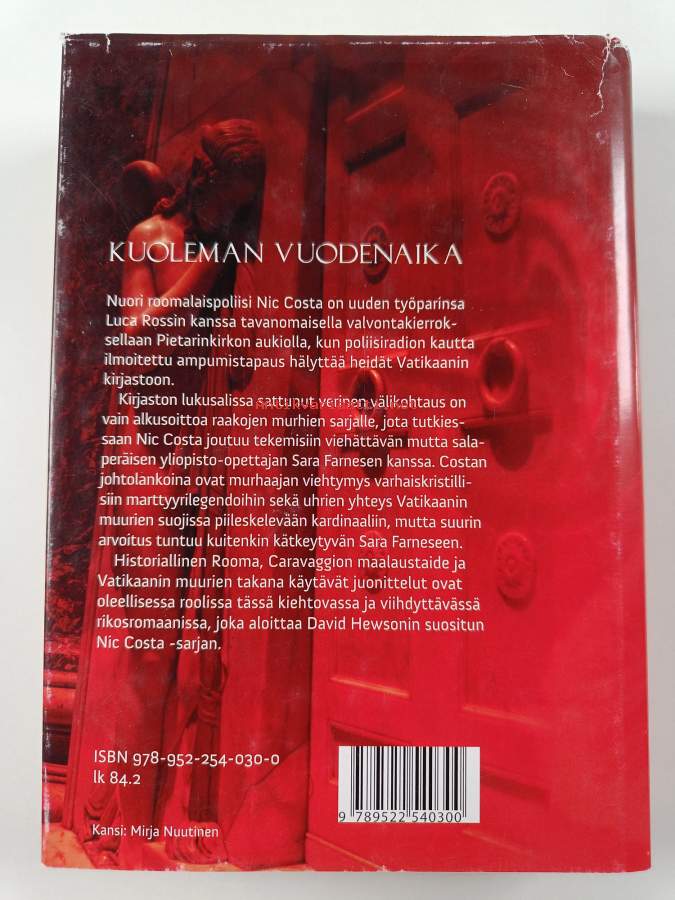 KUOLEMAN VUODENAIKA
Nuori roomalaispoliisi Nic Costa on uuden työparinsa
Luca Rossin kanssa tavanomaisella valvontakierrok-
sellaan Pietarinkirkon aukiolla, kun poliisiradion kautta
ilmoitettu ampumistapaus hälyttää heidät Vatikaanin
kirjastoon.
Kirjaston lukusalissa sattunut verinen välikohtaus on
vain alkusoittoa raakojen murhien sarjalle, jota tutkies-
saan Nic Costa joutuu tekemisiin viehättävän mutta sala-
peräisen yliopisto-opettajan Sara Farnesen kanssa. Costan
johtolankoina ovat murhaajan viehtymys varhaiskristilli-
siin marttyyrilegendoihin sekä uhrien yhteys Vatikaanin
muurien suojissa piileskelevään kardinaaliin, mutta suurin
arvoitus tuntuu kuitenkin kätkeytyvän Sara Farneseen.
Historiallinen Rooma, Caravaggion maalaustaide ja
Vatikaanin muurien takana käytävät juonittelut ovat
oleellisessa roolissa tässä kiehtovassa ja viihdyttävässä
rikosromaanissa, joka aloittaa David Hewsonin suositun
Nic Costa -sarjan.
ISBN 978-952-254-030-0
lk 84.2
9 789522 540300
Kansi: Mirja Nuutinen